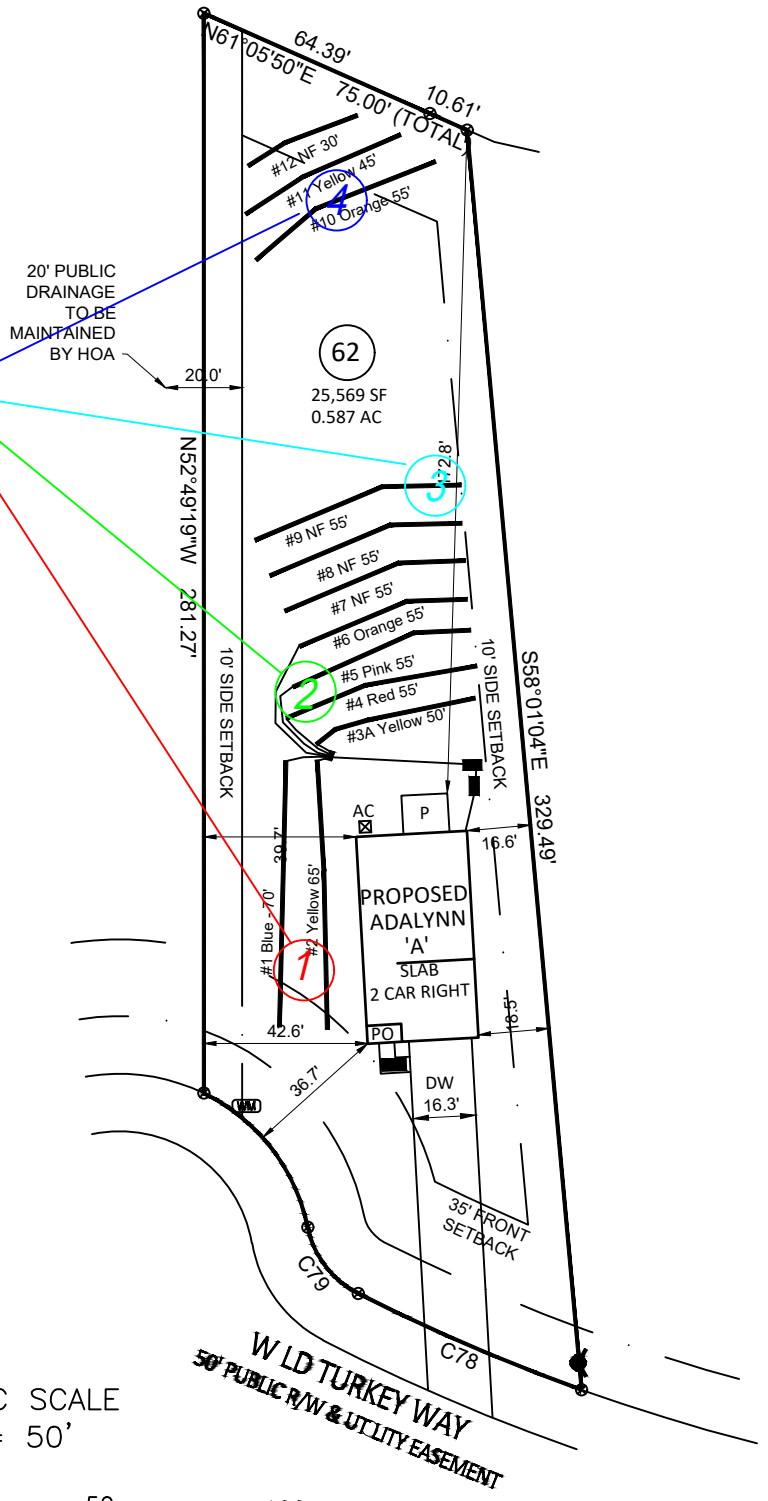 64.39'
N61°05'50"E
75.00' (TOTAL)
10.61'
#12 NF 30'
#11 Yellow 45'
4
#10 Orange 55'
20' PUBLIC
DRAINAGE
TO BE
MAINTAINED
BY HOA
20.0'
62
25,569 SF
0.587 AC
N52°49'19"W 281.27'
3
#9 NF 55'
#8 NF 55'
#7 NF 55'
#6 Orange 55'
#5 Pink 55'
2
#4 Red 55'
#3A Yellow 50'
10' SIDE SETBACK
10' SIDE SETBACK
S58°01'04"E 329.49'
AC
P
39.7'
16.6'
#1 Blue - 70'
#2 Yellow 65'
1
PROPOSED
ADALYNN
'A'
SLAB
2 CAR RIGHT
18.5'
42.6'
PO
36.7'
DW
16.3'
WM
35' FRONT
SETBACK
C79
C78
W LD TURKEY WAY
50' PUBLIC R/W & UT LITY EASEMENT
C SCALE
= 50'